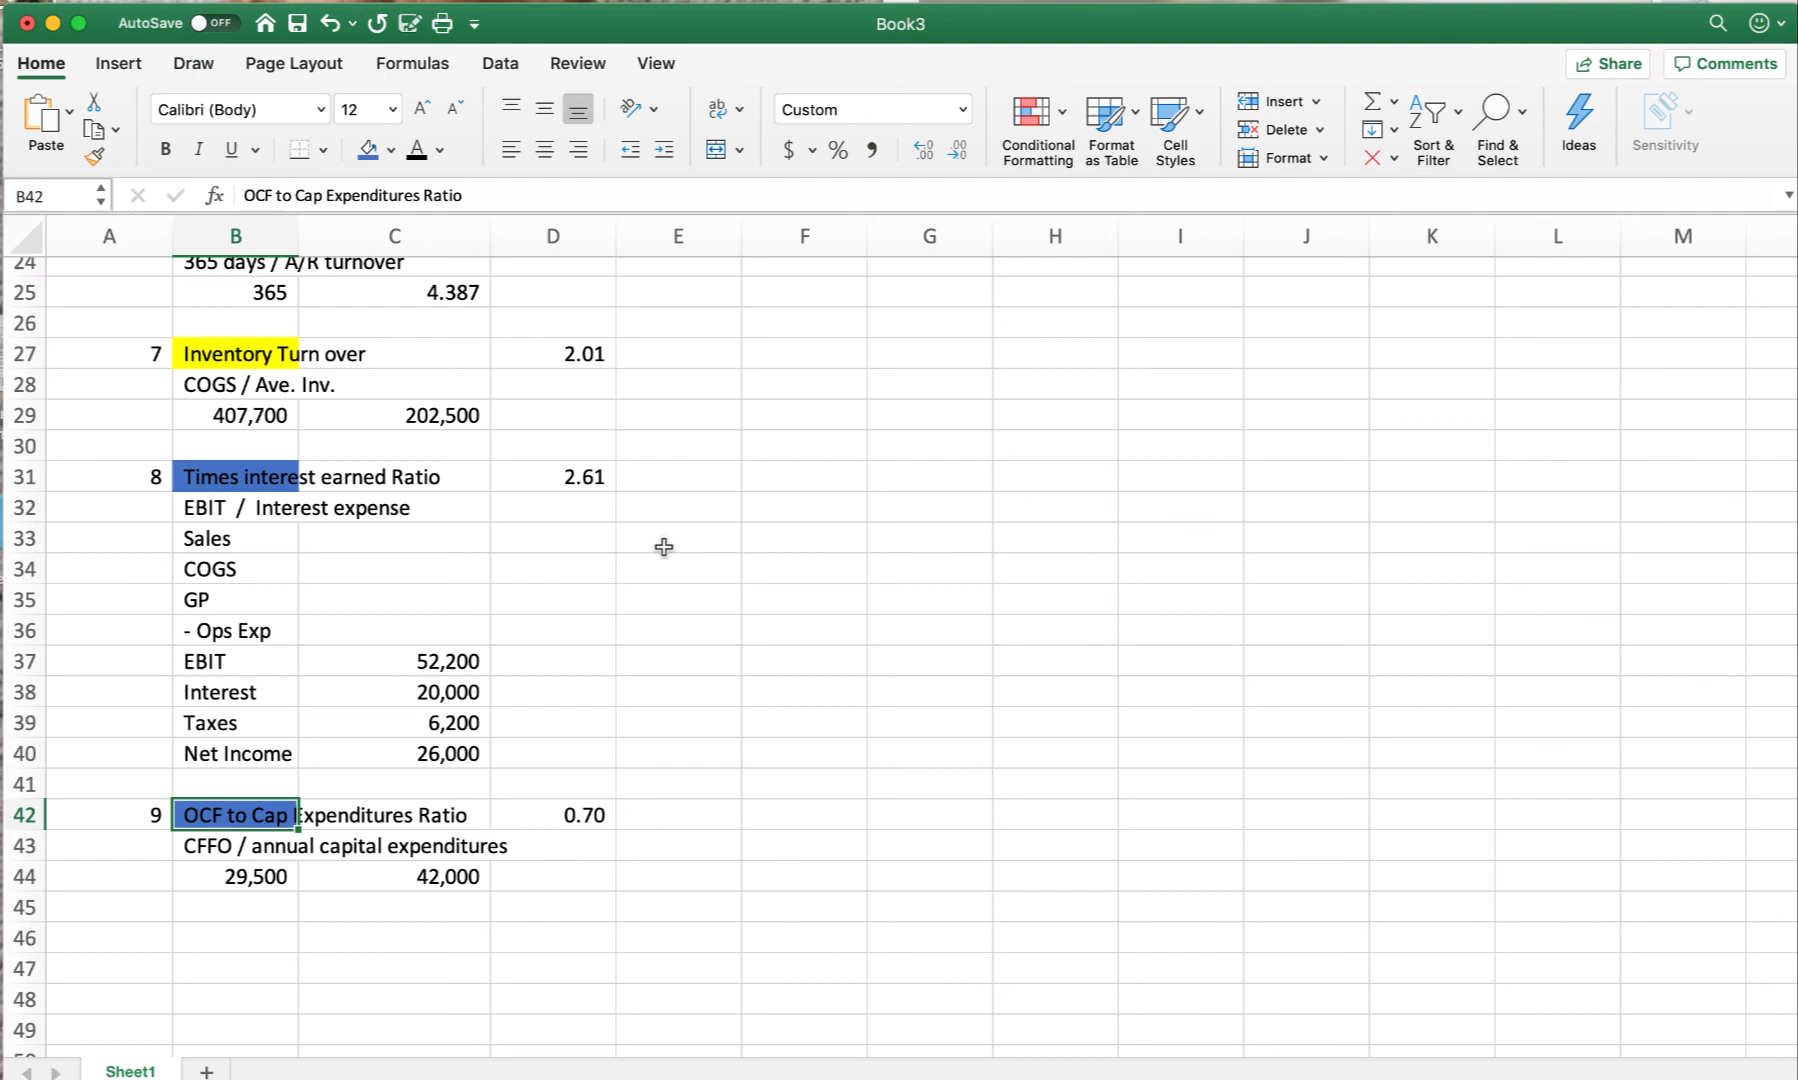 AutoSave OFF Book3
Home Insert Draw Page Layout Formulas Data Review View Share Comments
Paste Calibri (Body) 12 A A Custom Insert
B I U A ab $ % Delete
Conditional Formatting Format as Table Cell Styles Format Sort & Filter Find & Select Ideas Sensitivity
B42 fx OCF to Cap Expenditures Ratio
A B C D E F G H I J K L M
24 365 days / A/R turnover
25 365 4.387
26
27 7 Inventory Turn over 2.01
28 COGS / Ave. Inv.
29 407,700 202,500
30
31 8 Times interest earned Ratio 2.61
32 EBIT / Interest expense
33 Sales
34 COGS
35 GP
36 - Ops Exp
37 EBIT 52,200
38 Interest 20,000
39 Taxes 6,200
40 Net Income 26,000
41
42 9 OCF to Cap Expenditures Ratio 0.70
43 CFFO / annual capital expenditures
44 29,500 42,000
45
46
47
48
49
Sheet1 +